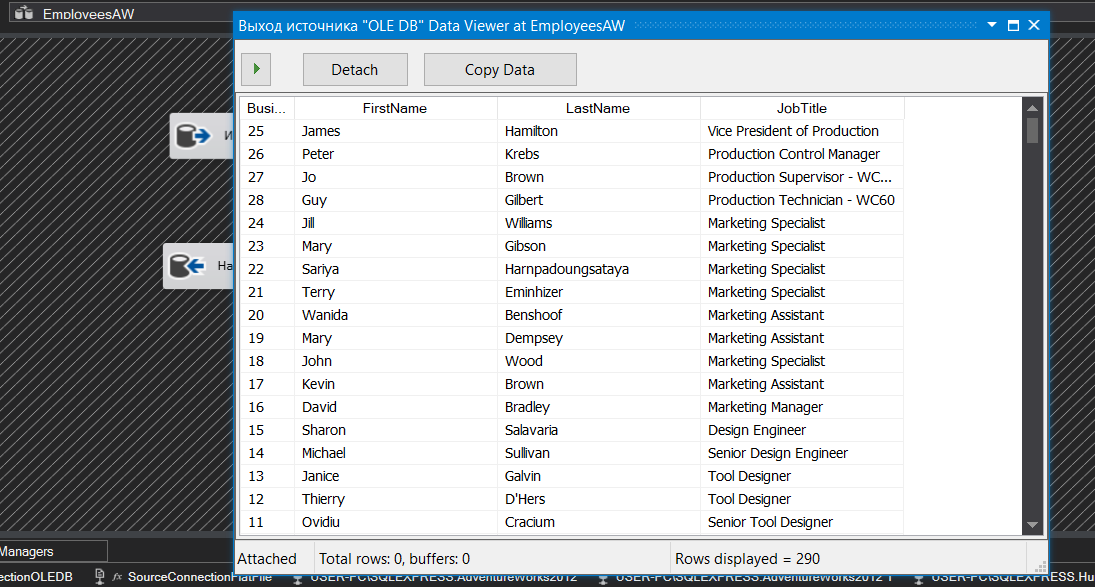 EmployeesAW
Выход источника "OLE DB" Data Viewer at EmployeesAW
Detach Copy Data
Busi... FirstName LastName JobTitle
25 James Hamilton Vice President of Production
26 Peter Krebs Production Control Manager
27 Jo Brown Production Supervisor - WC...
28 Guy Gilbert Production Technician - WC60
24 Jill Williams Marketing Specialist
23 Mary Gibson Marketing Specialist
22 Sariya Harnpadoungsataya Marketing Specialist
21 Terry Eminhizer Marketing Specialist
20 Wanida Benshoof Marketing Assistant
19 Mary Dempsey Marketing Assistant
18 John Wood Marketing Specialist
17 Kevin Brown Marketing Assistant
16 David Bradley Marketing Manager
15 Sharon Salavaria Design Engineer
14 Michael Sullivan Senior Design Engineer
13 Janice Galvin Tool Designer
12 Thierry D'Hers Tool Designer
11 Ovidiu Cracium Senior Tool Designer
И
На
Managers
Attached Total rows: 0, buffers: 0 Rows displayed = 290
ectionOLEDB fx SourceConnectionFlatFile USER-PC\SQLEXPRESS.AdventureWorks2012 USER-PC\SQLEXPRESS.AdventureWorks2012 1 USER-PC\SQLEXPRESS.Hu